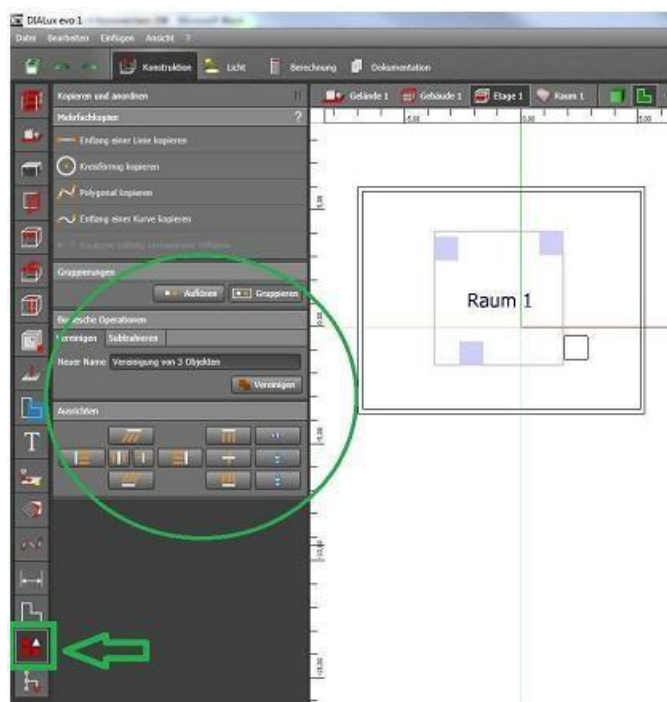 DIALux evo 1
Datei Bearbeiten Einfügen Ansicht ?
Konstruktion Licht Berechnung Dokumentation
Kopieren und anordnen
Gelände 1 Gebäude 1 Etage 1 Raum 1
Mehrfachkopien ?
Entlang einer Linie kopieren
Kreisförmig kopieren
Polygonal kopieren
Entlang einer Kurve kopieren
Gruppierungen
Auflösen Gruppieren
Boolesche Operationen
Vereinigen Subtrahieren
Neuer Name Vereinigung von 3 Objekten
Vereinigen
Ausrichten
Raum 1
T